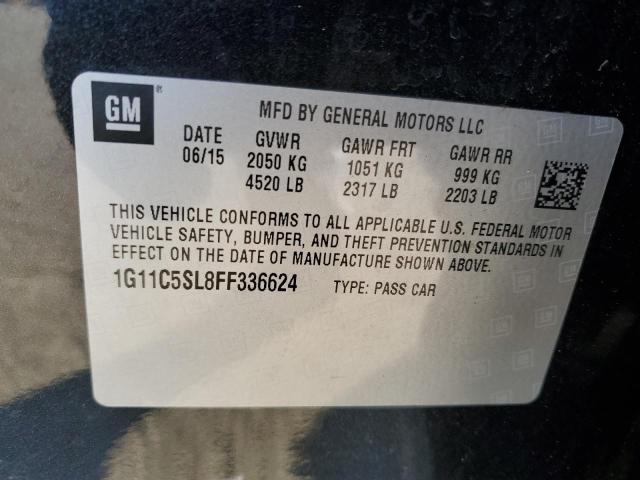 GM ®
MFD BY GENERAL MOTORS LLC
DATE GVWR GAWR FRT GAWR RR
06/15 2050 KG 1051 KG 999 KG
4520 LB 2317 LB 2203 LB
THIS VEHICLE CONFORMS TO ALL APPLICABLE U.S. FEDERAL MOTOR
VEHICLE SAFETY, BUMPER, AND THEFT PREVENTION STANDARDS IN
EFFECT ON THE DATE OF MANUFACTURE SHOWN ABOVE.
1G11C5SL8FF336624 TYPE: PASS CAR